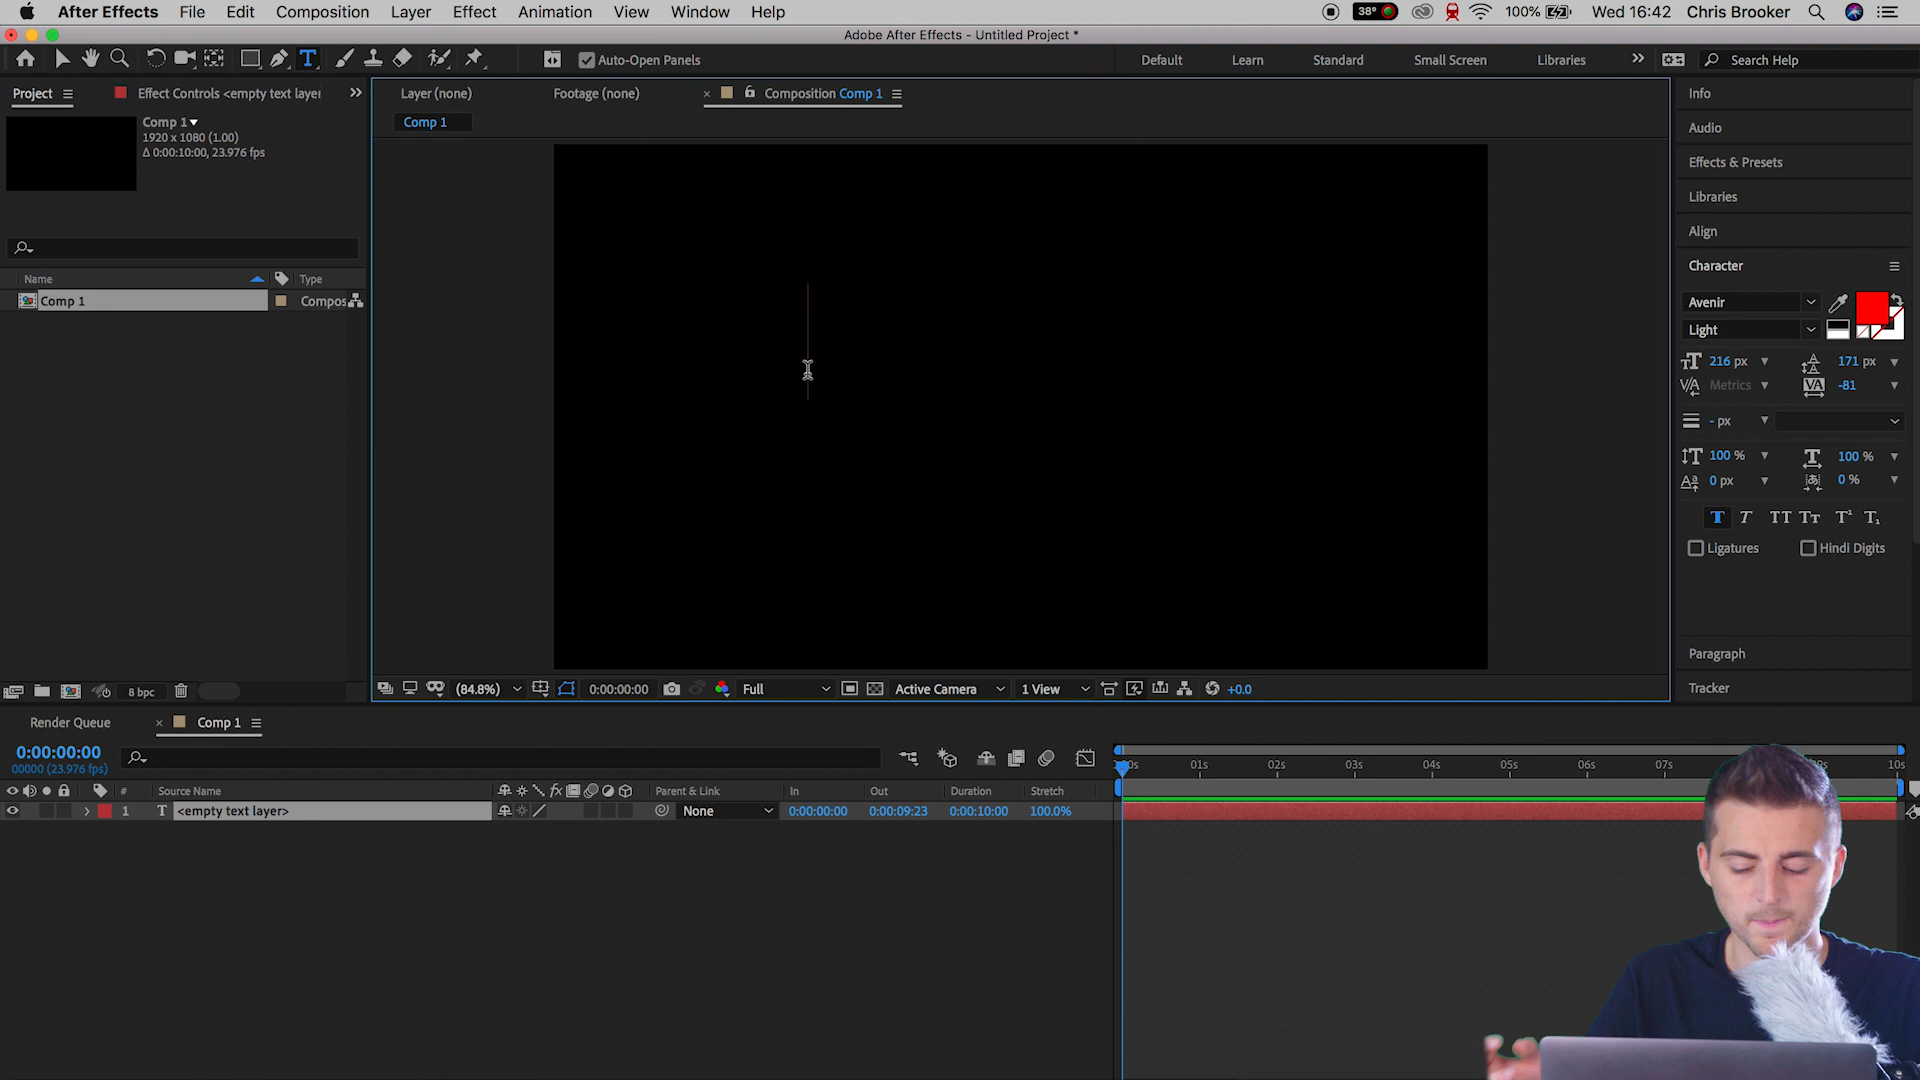 After Effects File Edit Composition Layer Effect Animation View Window Help 38° 100% Wed 16:42 Chris Brooker
Adobe After Effects - Untitled Project *
T Auto-Open Panels Default Learn Standard Small Screen Libraries Search Help
Project Effect Controls <empty text layer Layer (none) Footage (none) × Composition Comp 1 Info
Comp 1
1920 x 1080 (1.00)
Δ 0:00:10:00, 23.976 fps
Comp 1
Audio
Effects & Presets
Libraries
Align
Character
Name Type
Comp 1 Compos
Avenir
Light
216 px 171 px
Metrics -81
- px
100 % 100 %
0 px 0 %
T T TT TT T¹ T₁
Ligatures Hindi Digits
Paragraph
Tracker
8 bpc (84.8%) 0:00:00:00 Full Active Camera 1 View +0.0
Render Queue × Comp 1
0:00:00:00
00000 (23.976 fps)
:00s 01s 02s 03s 04s 05s 06s 07s 10s
# Source Name fx Parent & Link In Out Duration Stretch
1 T <empty text layer> None 0:00:00:00 0:00:09:23 0:00:10:00 100.0%